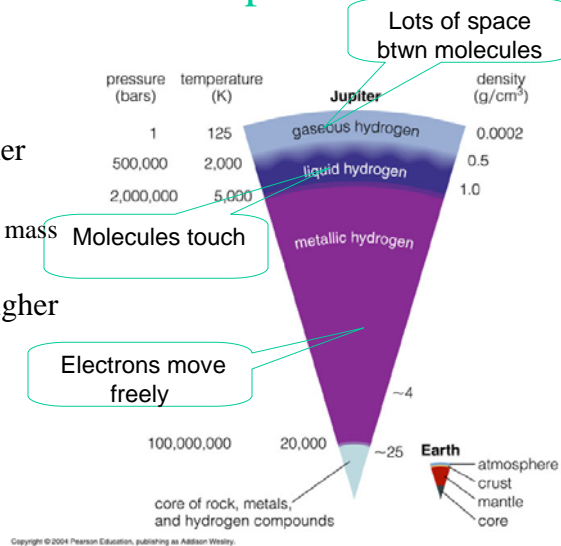 Lots of space
btwn molecules
pressure temperature density
(bars) (K) Jupiter (g/cm³)
1 125 gaseous hydrogen 0.0002
500,000 2,000 liquid hydrogen 0.5
2,000,000 5,000 1.0
mass
Molecules touch
metallic hydrogen
Electrons move
freely
~4
100,000,000 20,000 ~25
Earth
atmosphere
crust
mantle
core
core of rock, metals,
and hydrogen compounds
Copyright © 2004 Pearson Education, publishing as Addison Wesley.